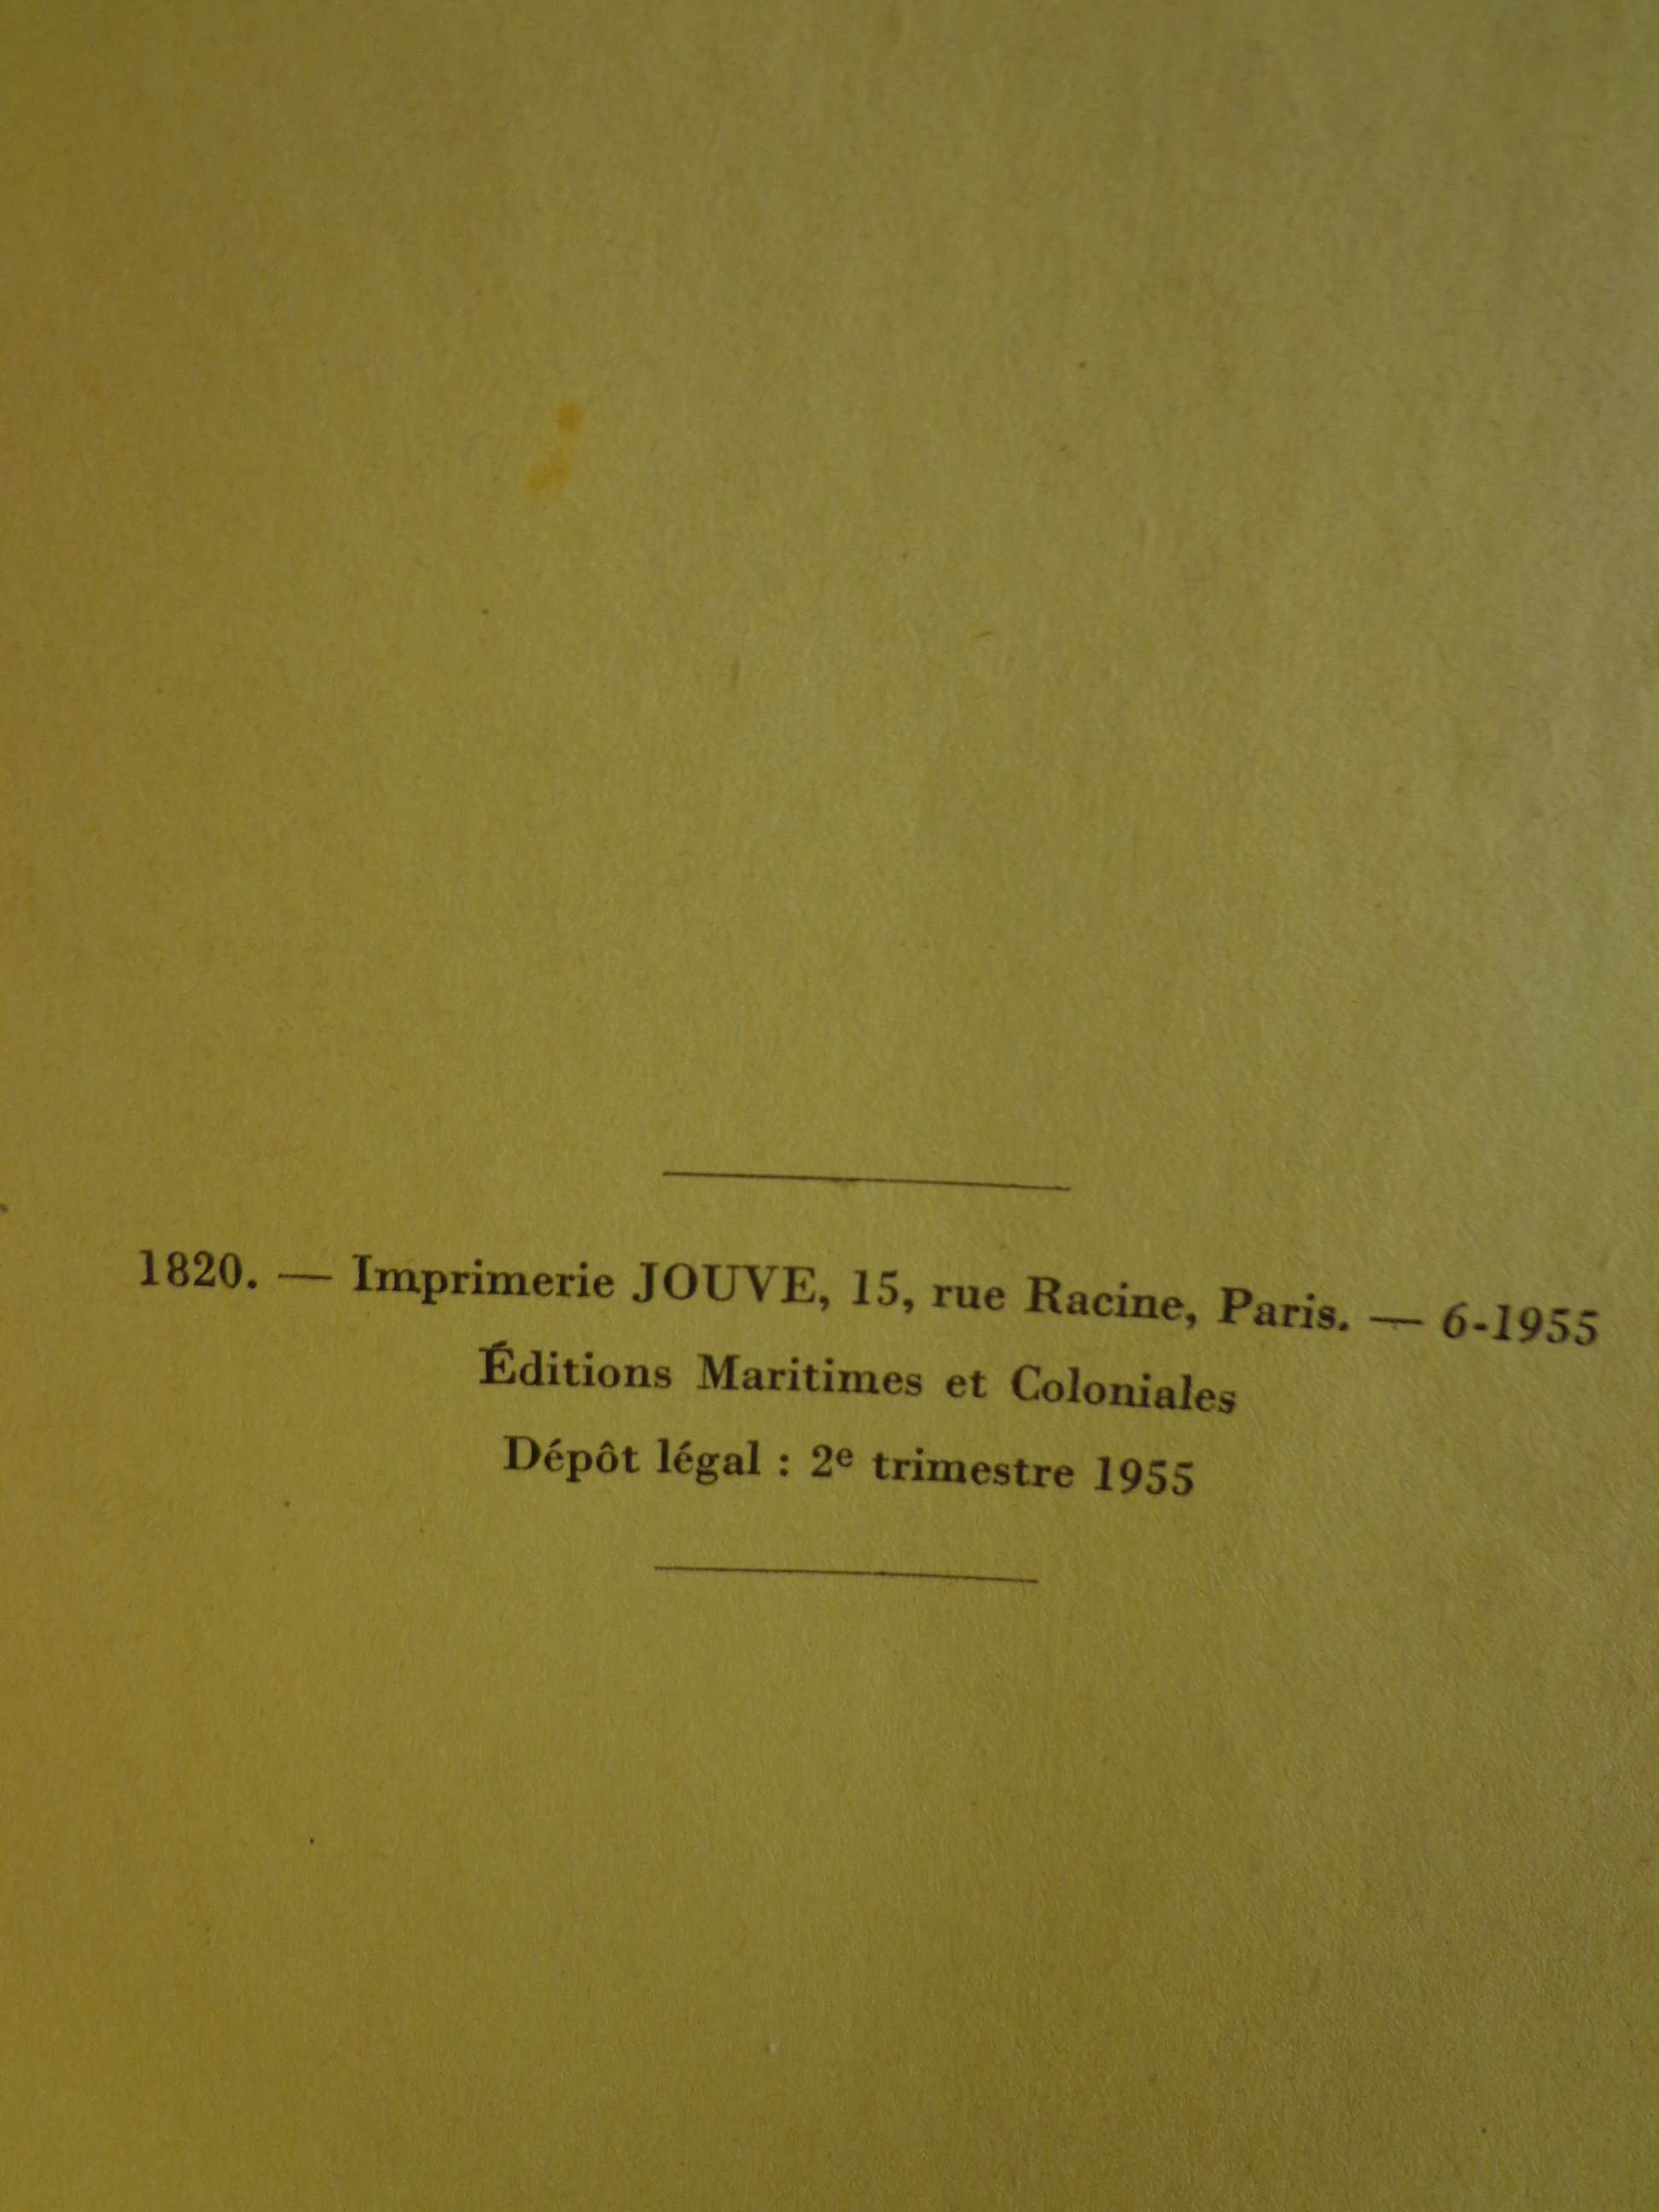 1820. — Imprimerie JOUVE, 15, rue Racine, Paris. — 6-1955
Éditions Maritimes et Coloniales
Dépôt légal : 2e trimestre 1955